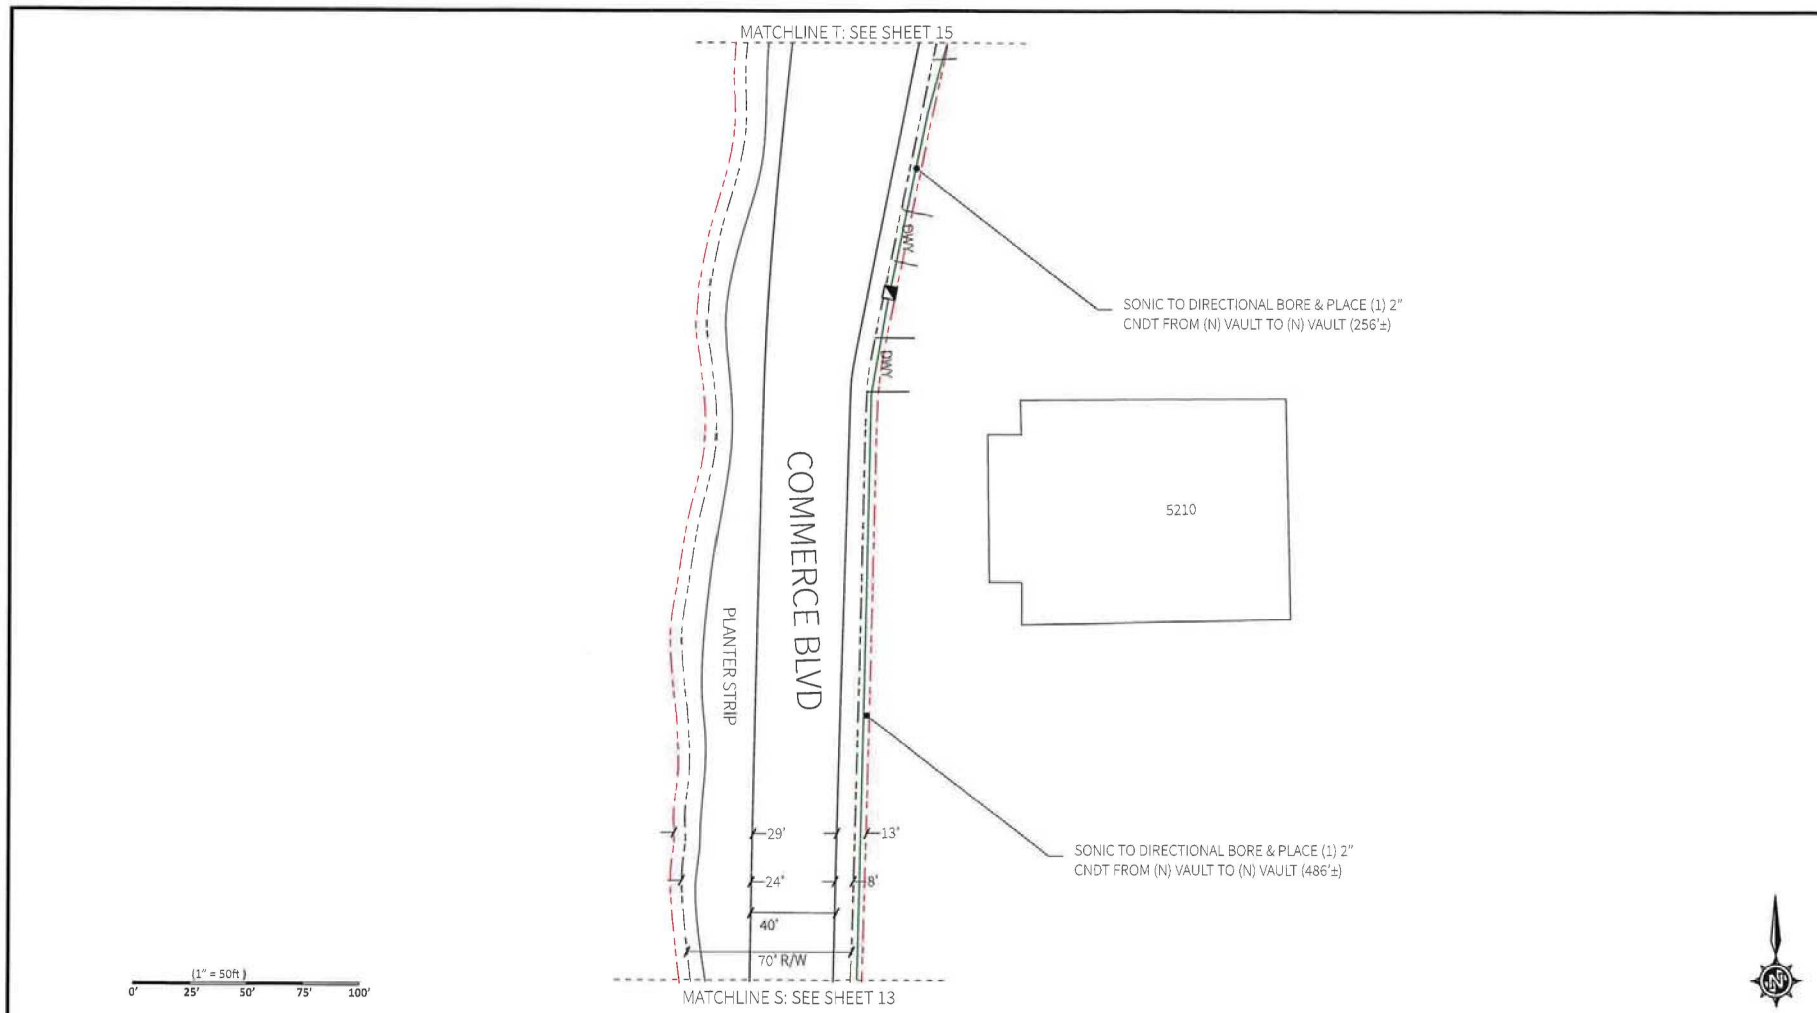 MATCHLINE T: SEE SHEET 15
DWY
SONIC TO DIRECTIONAL BORE & PLACE (1) 2"
CNDT FROM (N) VAULT TO (N) VAULT (256'±)
DWY
COMMERCE BLVD
5210
PLANTER STRIP
29'
13'
SONIC TO DIRECTIONAL BORE & PLACE (1) 2"
CNDT FROM (N) VAULT TO (N) VAULT (486'±)
24'
8'
40'
70' R/W
(1" = 50ft )
0' 25' 50' 75' 100'
MATCHLINE S: SEE SHEET 13
N